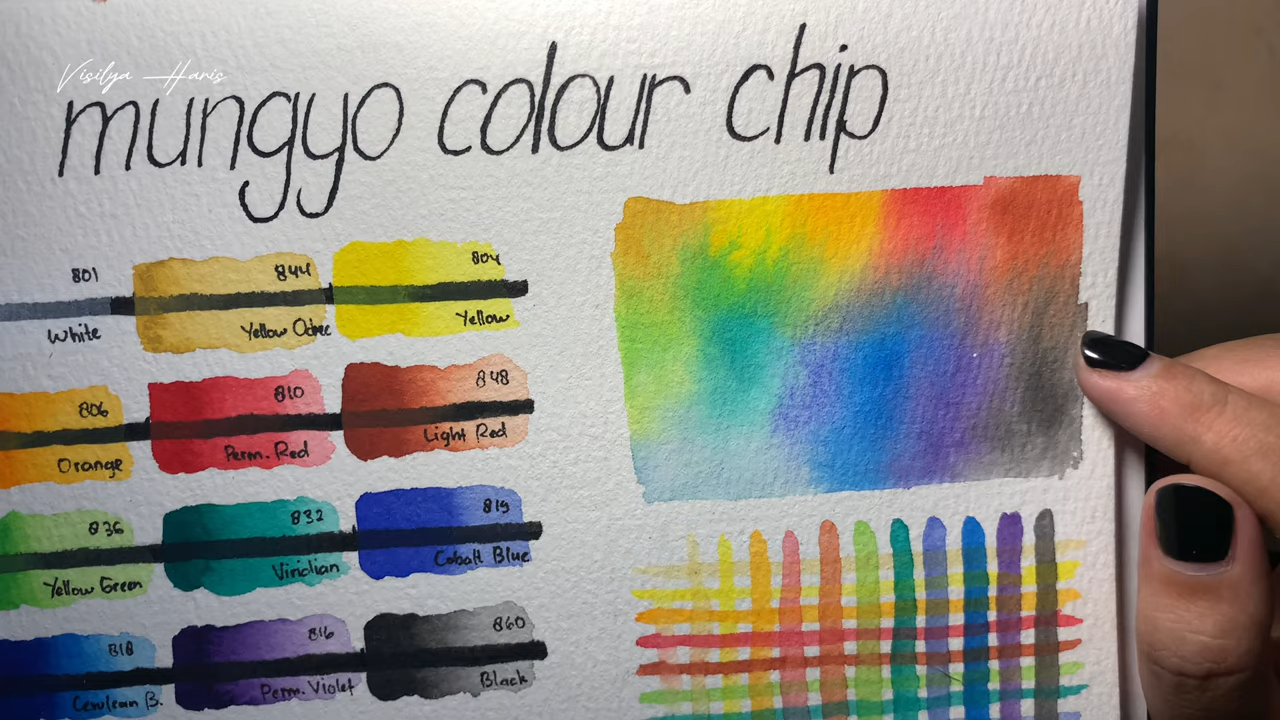 Visilya Hanis
mungyo colour chip
801
White
844
Yellow Ochre
804
Yellow
806
Orange
810
Perm. Red
848
Light Red
836
Yellow Green
832
Viridian
819
Cobalt Blue
818
Cerulean B.
816
Perm. Violet
860
Black